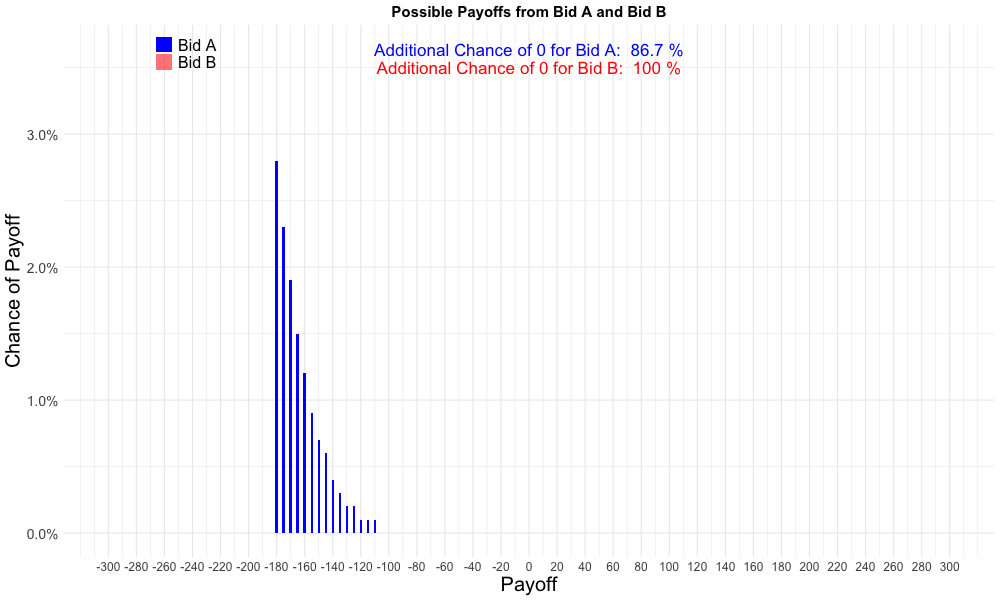 Possible Payoffs from Bid A and Bid B
Bid A
Bid B
Additional Chance of 0 for Bid A:  86.7 %
Additional Chance of 0 for Bid B:  100 %
Chance of Payoff
3.0%
2.0%
1.0%
0.0%
-300 -280 -260 -240 -220 -200 -180 -160 -140 -120 -100 -80 -60 -40 -20 0 20 40 60 80 100 120 140 160 180 200 220 240 260 280 300
Payoff